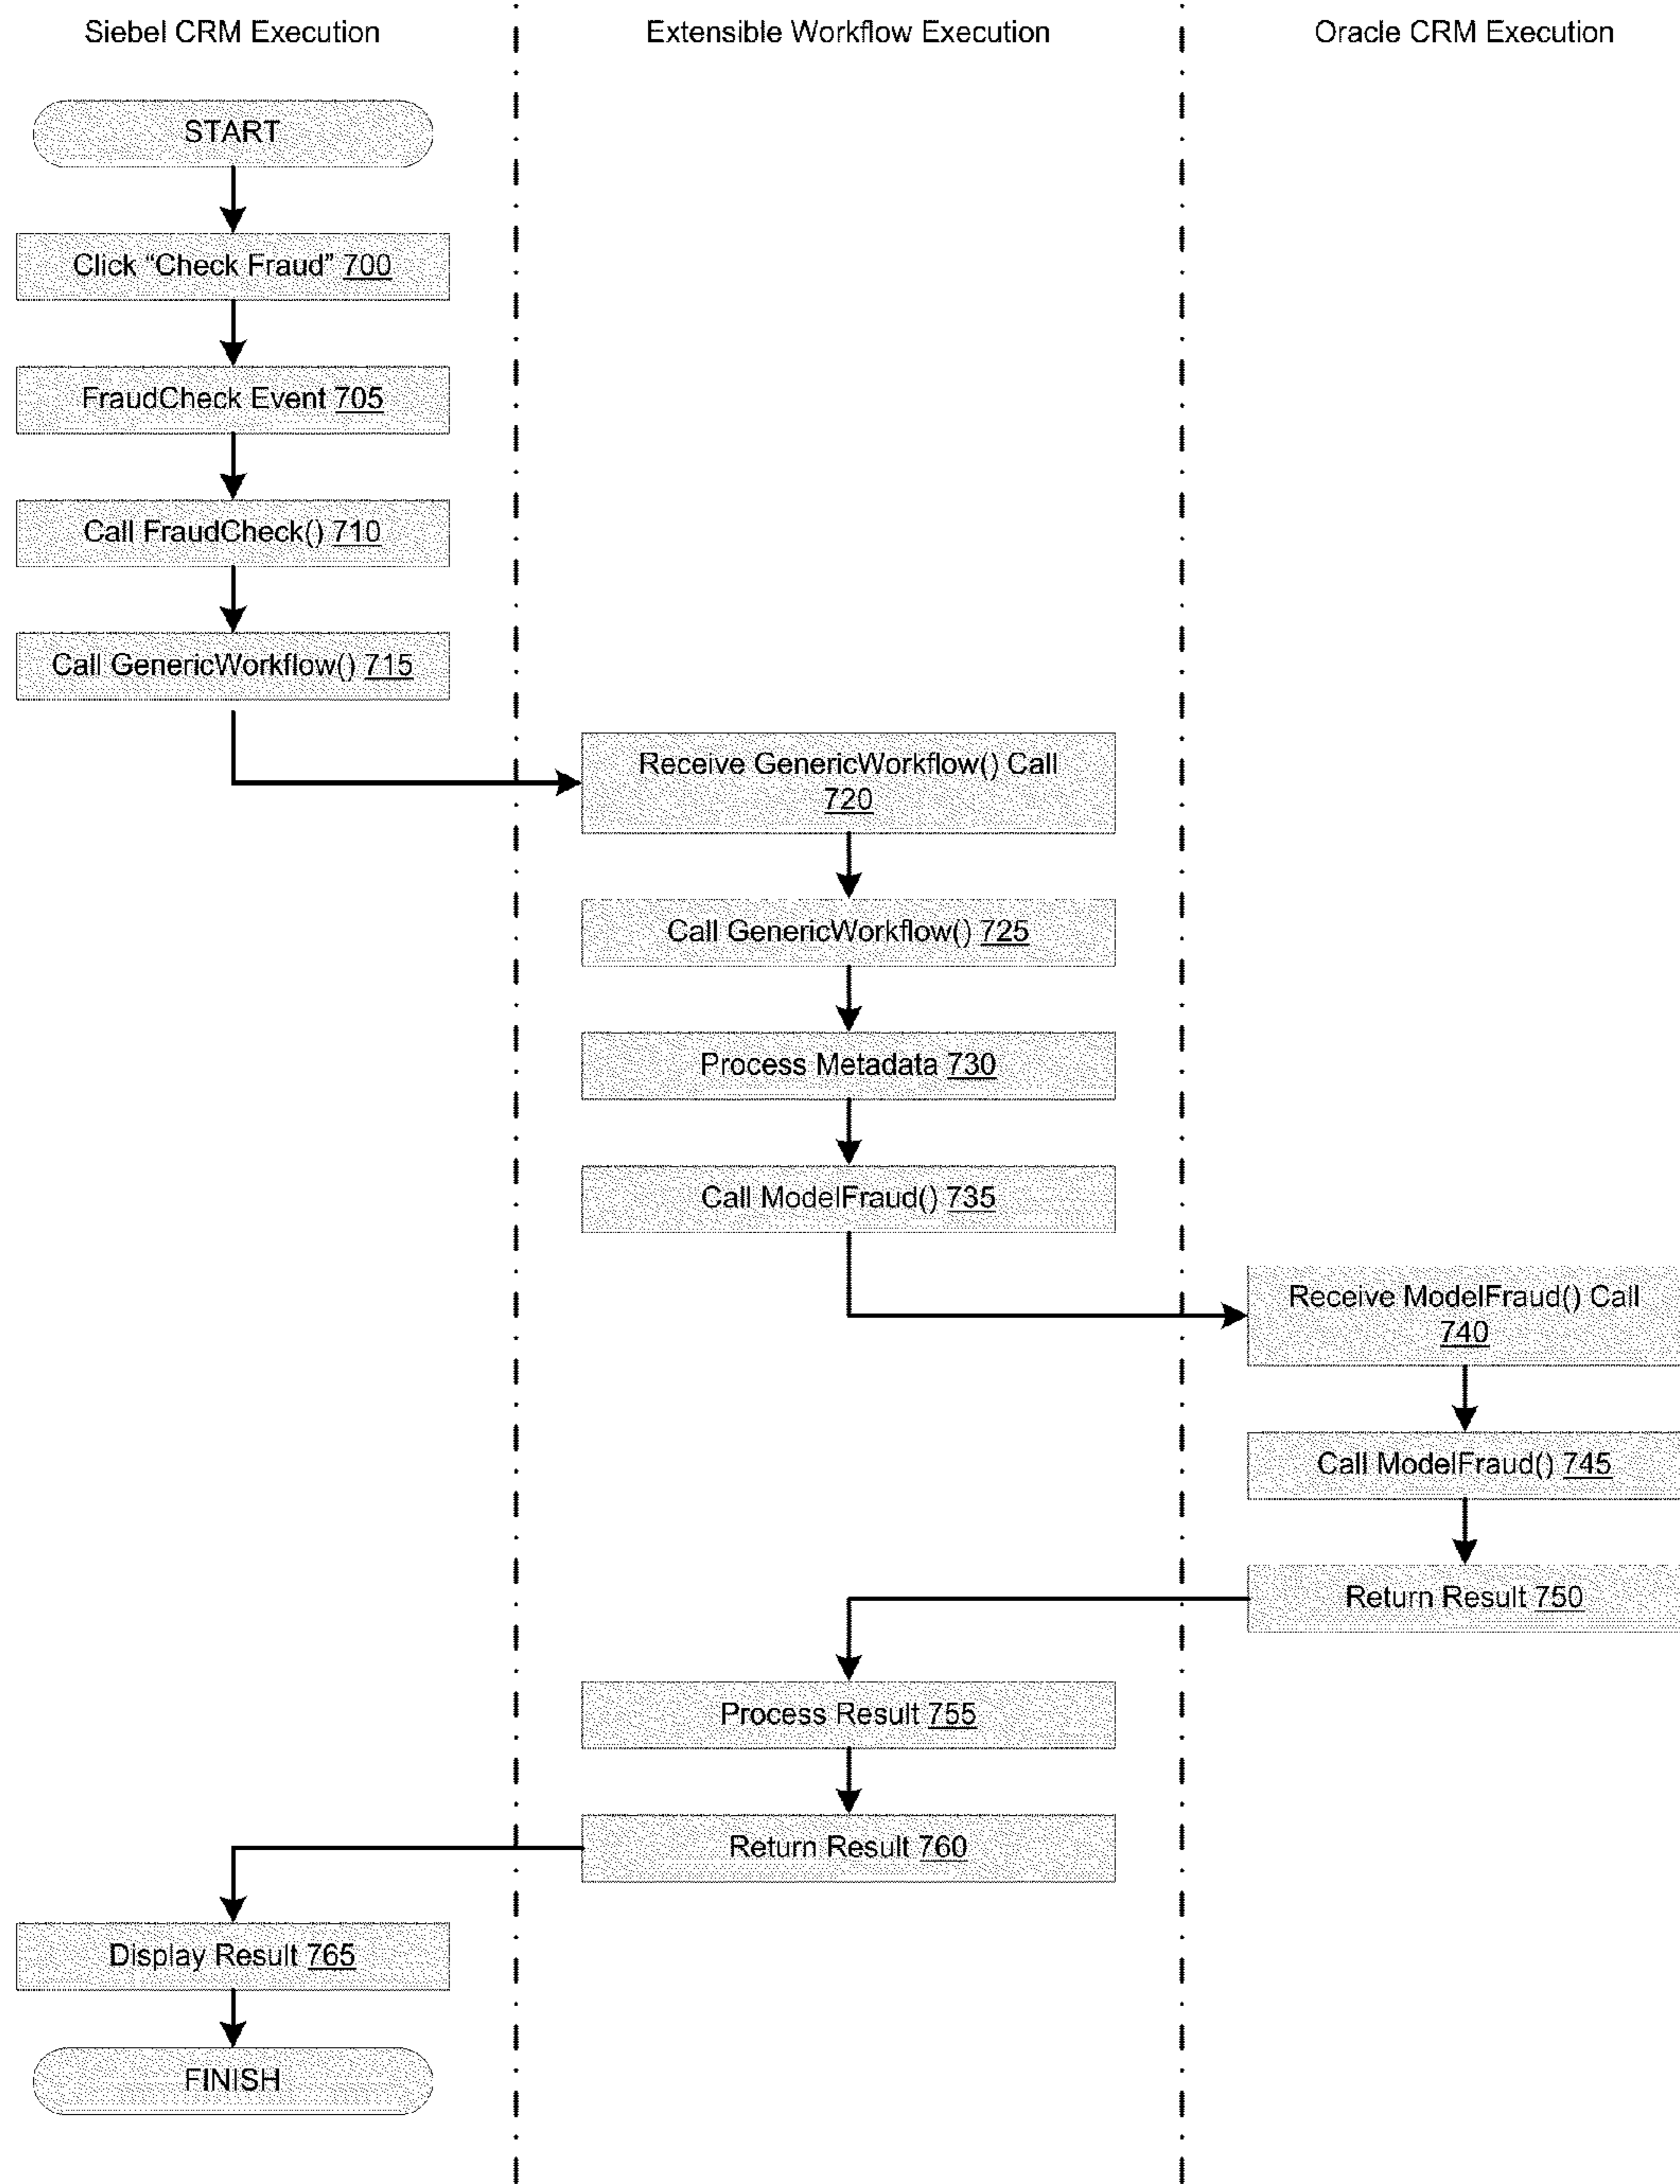 Siebel CRM Execution
Extensible Workflow Execution
Oracle CRM Execution
START
Click “Check Fraud” 700
FraudCheck Event 705
Call FraudCheck() 710
Call GenericWorkflow() 715
Receive GenericWorkflow() Call
720
Call GenericWorkflow() 725
Process Metadata 730
Call ModelFraud() 735
Receive ModelFraud() Call
740
Call ModelFraud() 745
Return Result 750
Process Result 755
Return Result 760
Display Result 765
FINISH